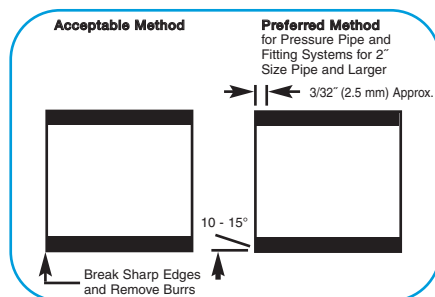 Acceptable Method
Preferred Method
for Pressure Pipe and
Fitting Systems for 2˝
Size Pipe and Larger
3/32˝ (2.5 mm) Approx.
10 - 15°
Break Sharp Edges
and Remove Burrs